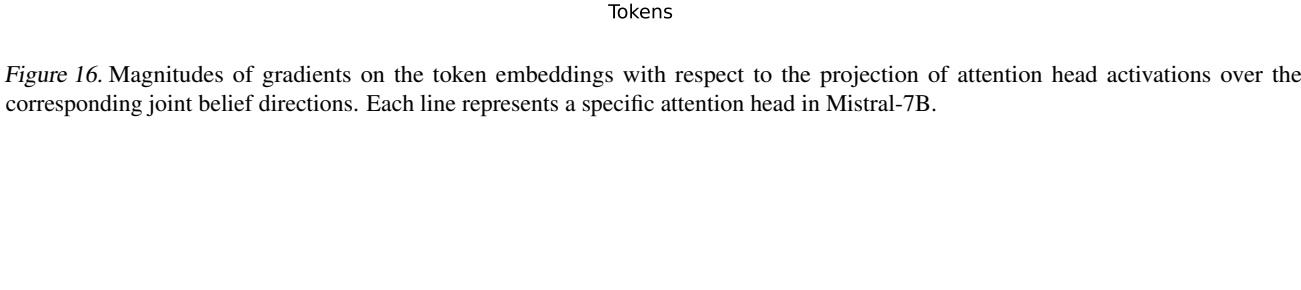 Tokens
Figure 16. Magnitudes of gradients on the token embeddings with respect to the projection of attention head activations over the
corresponding joint belief directions. Each line represents a specific attention head in Mistral-7B.